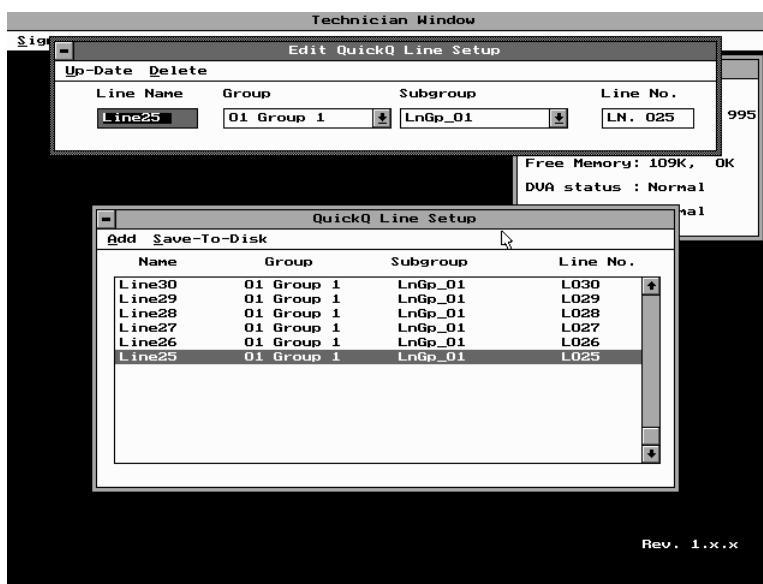 Technician Window
Sig
Edit QuickQ Line Setup
Up-Date Delete
Line Name Group Subgroup Line No.
Line25 01 Group 1 LnGp_01 LN. 025
995
Free Memory: 109K, OK
DVA status : Normal
mal
QuickQ Line Setup
Add Save-To-Disk
Name Group Subgroup Line No.
Line30 01 Group 1 LnGp_01 L030
Line29 01 Group 1 LnGp_01 L029
Line28 01 Group 1 LnGp_01 L028
Line27 01 Group 1 LnGp_01 L027
Line26 01 Group 1 LnGp_01 L026
Line25 01 Group 1 LnGp_01 L025
Rev. 1.x.x